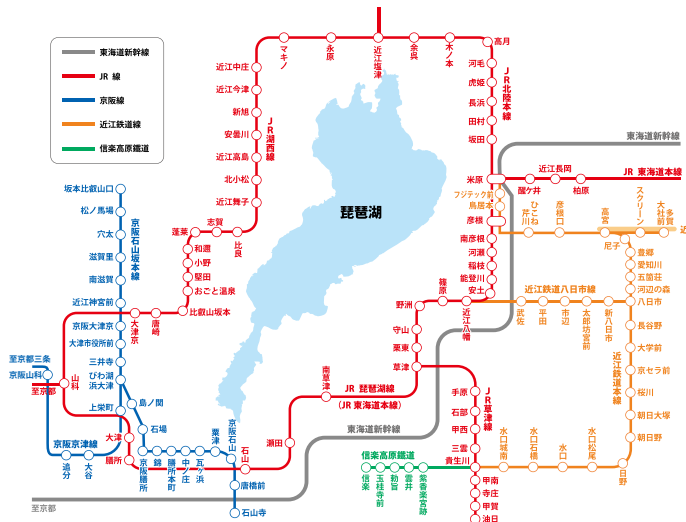 東海道新幹線
JR 線
京阪線
近江鉄道線
信楽高原鐵道
マキノ
永原
近江塩津
余呉
木ノ本
高月
河毛
虎姫
長浜
田村
坂田
米原
JR北陸本線
近江中庄
近江今津
新旭
安曇川
近江高島
北小松
近江舞子
JR湖西線
琵琶湖
東海道新幹線
近江長岡
JR 東海道本線
醒ケ井
柏原
フジテック前
鳥居本
彦根
芹川
ひこね
彦根口
高宮
スクリーン
多賀大社前
近
尼子
南彦根
河瀬
稲枝
能登川
安土
豊郷
愛知川
五箇荘
河辺の森
八日市
長谷野
大学前
京セラ前
桜川
朝日大塚
朝日野
日野
近江鉄道本線
近江鉄道八日市線
武佐
平田
市辺
太郎坊宮前
新八日市
坂本比叡山口
松ノ馬場
穴太
滋賀里
南滋賀
近江神宮前
京阪大津京
大津市役所前
三井寺
びわ湖
浜大津
上栄町
京阪石山坂本線
志賀
蓬莱
比良
和邇
小野
堅田
おごと温泉
比叡山坂本
唐崎
大津京
至京都三条
京阪山科
至京都
山科
京阪京津線
追分
大谷
大津
膳所
島ノ関
石場
京阪膳所
錦
膳所本町
中ノ庄
瓦ヶ浜
粟津
京阪石山
石山
唐橋前
石山寺
瀬田
南草津
JR 琵琶湖線
(JR東海道本線)
東海道新幹線
篠原
近江八幡
野洲
守山
栗東
草津
JR草津線
手原
石部
甲西
三雲
貴生川
甲南
寺庄
甲賀
油日
水口城南
水口石橋
水口
水口松尾
信楽高原鐵道
信楽
玉桂寺前
勅旨
雲井
紫香楽宮跡
至京都